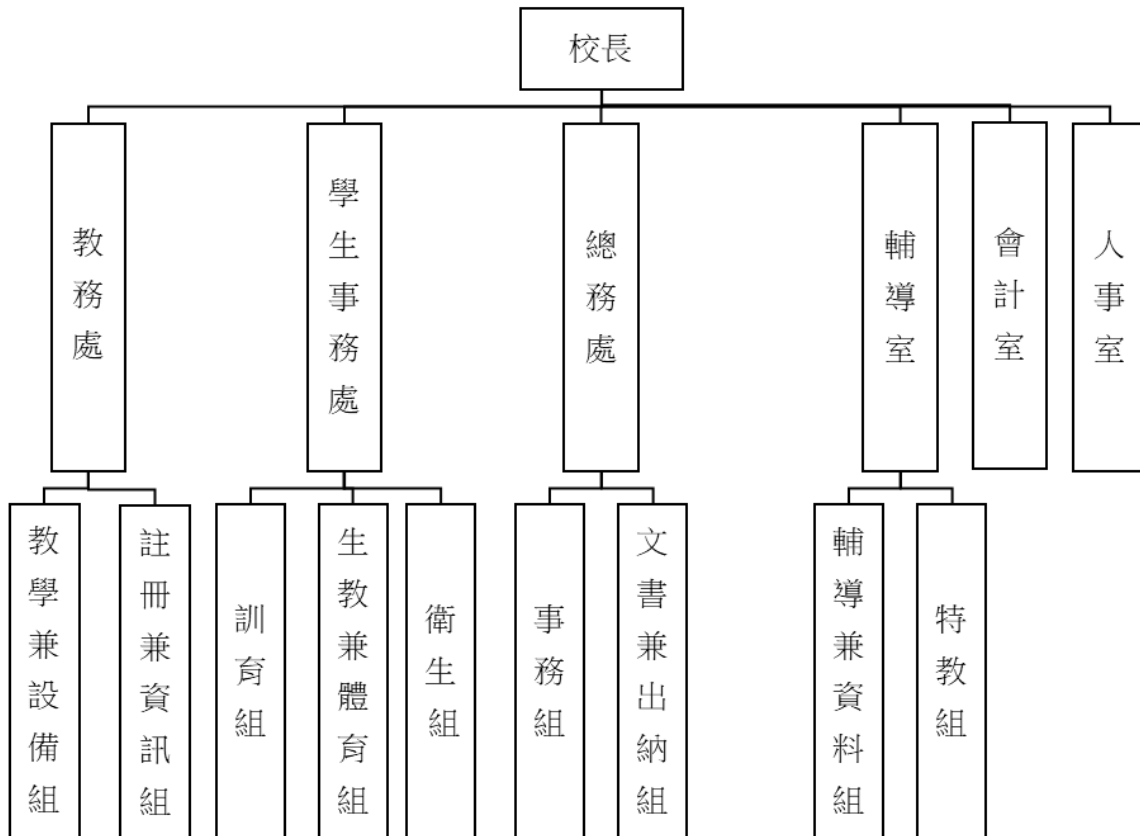 校長
教務處
學生事務處
總務處
輔導室
會計室
人事室
教學兼設備組
註冊兼資訊組
訓育組
生教兼體育組
衛生組
事務組
文書兼出納組
輔導兼資料組
特教組